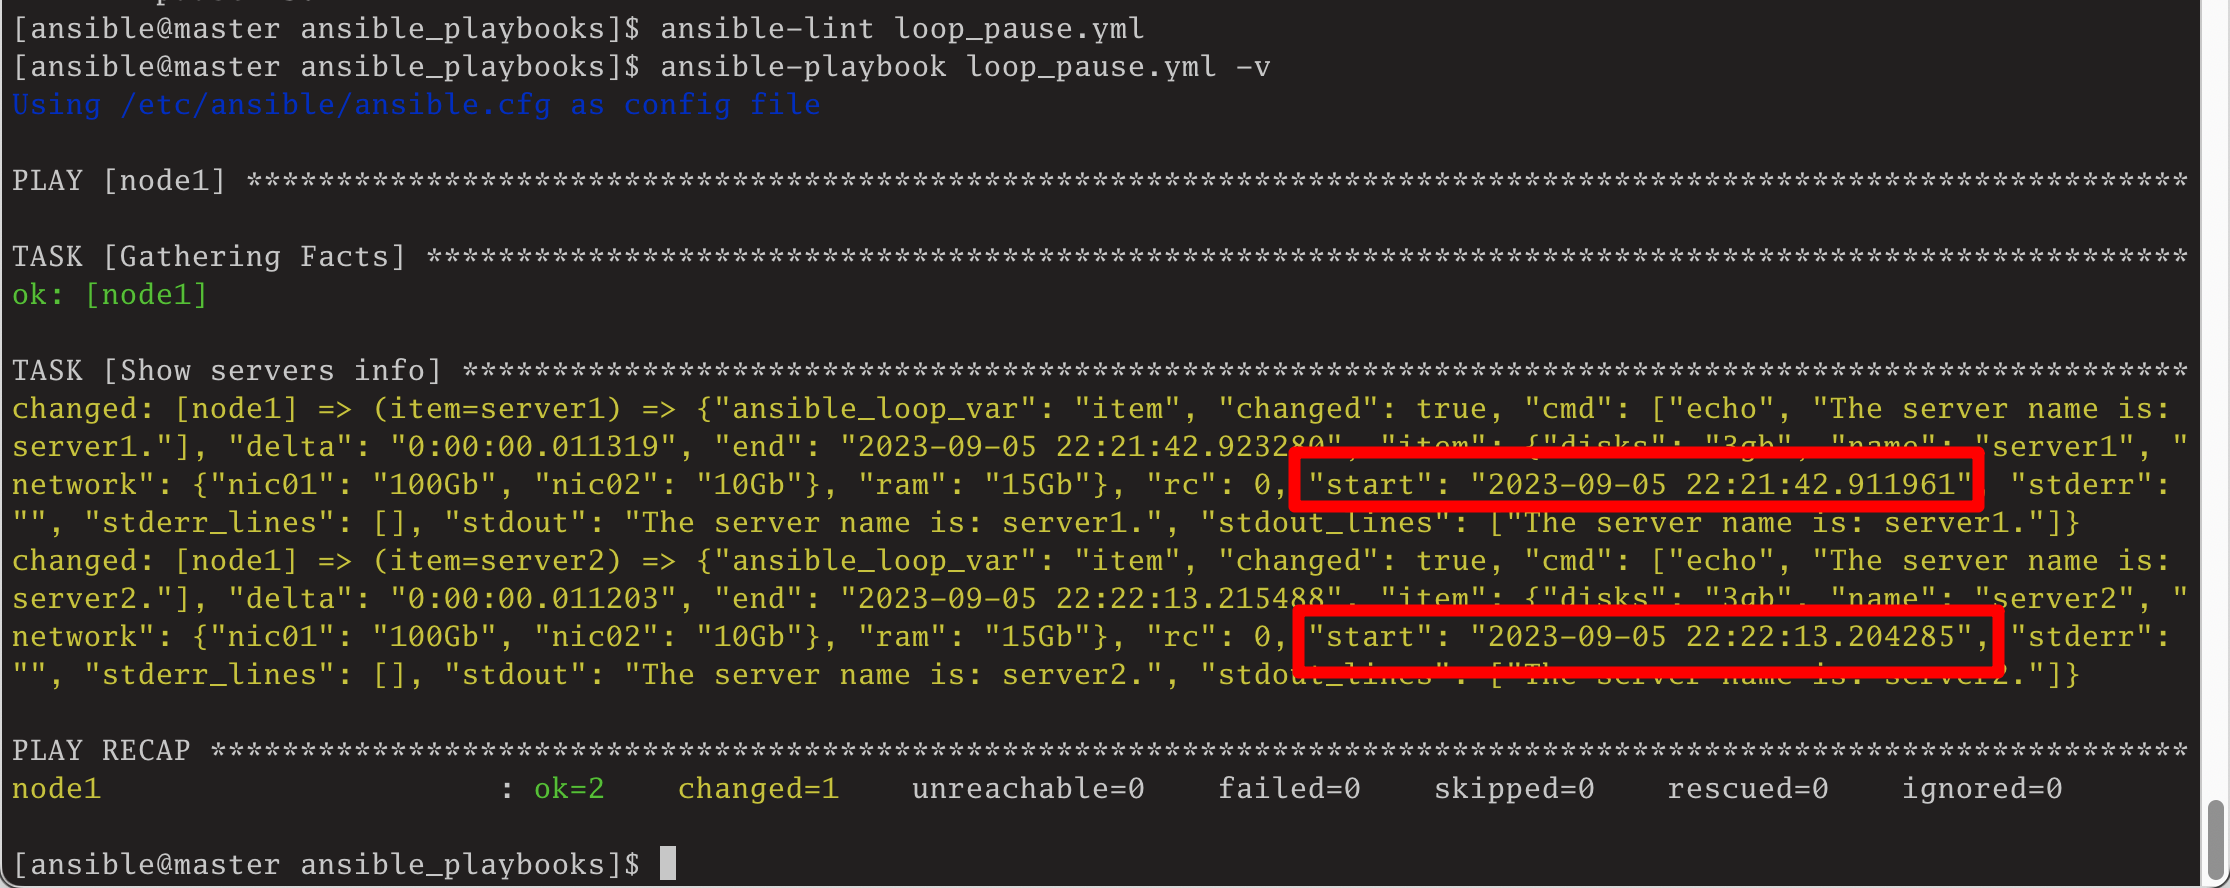 [ansible@master ansible_playbooks]$ ansible-lint loop_pause.yml
[ansible@master ansible_playbooks]$ ansible-playbook loop_pause.yml -v
Using /etc/ansible/ansible.cfg as config file
PLAY [node1] ************************************************************************************************************
TASK [Gathering Facts] **************************************************************************************************
ok: [node1]
TASK [Show servers info] ************************************************************************************************
changed: [node1] => (item=server1) => {"ansible_loop_var": "item", "changed": true, "cmd": ["echo", "The server name is:
server1."], "delta": "0:00:00.011319", "end": "2023-09-05 22:21:42.923280", "item": {"disks": "3gb", "name": "server1", "
network": {"nic01": "100Gb", "nic02": "10Gb"}, "ram": "15Gb"}, "rc": 0, "start": "2023-09-05 22:21:42.911961", "stderr":
"", "stderr_lines": [], "stdout": "The server name is: server1.", "stdout_lines": ["The server name is: server1."]}
changed: [node1] => (item=server2) => {"ansible_loop_var": "item", "changed": true, "cmd": ["echo", "The server name is:
server2."], "delta": "0:00:00.011203", "end": "2023-09-05 22:22:13.215488", "item": {"disks": "3gb", "name": "server2", "
network": {"nic01": "100Gb", "nic02": "10Gb"}, "ram": "15Gb"}, "rc": 0, "start": "2023-09-05 22:22:13.204285", "stderr":
"", "stderr_lines": [], "stdout": "The server name is: server2.", "stdout_lines": ["The server name is: server2."]}
PLAY RECAP **************************************************************************************************************
node1 : ok=2 changed=1 unreachable=0 failed=0 skipped=0 rescued=0 ignored=0
[ansible@master ansible_playbooks]$